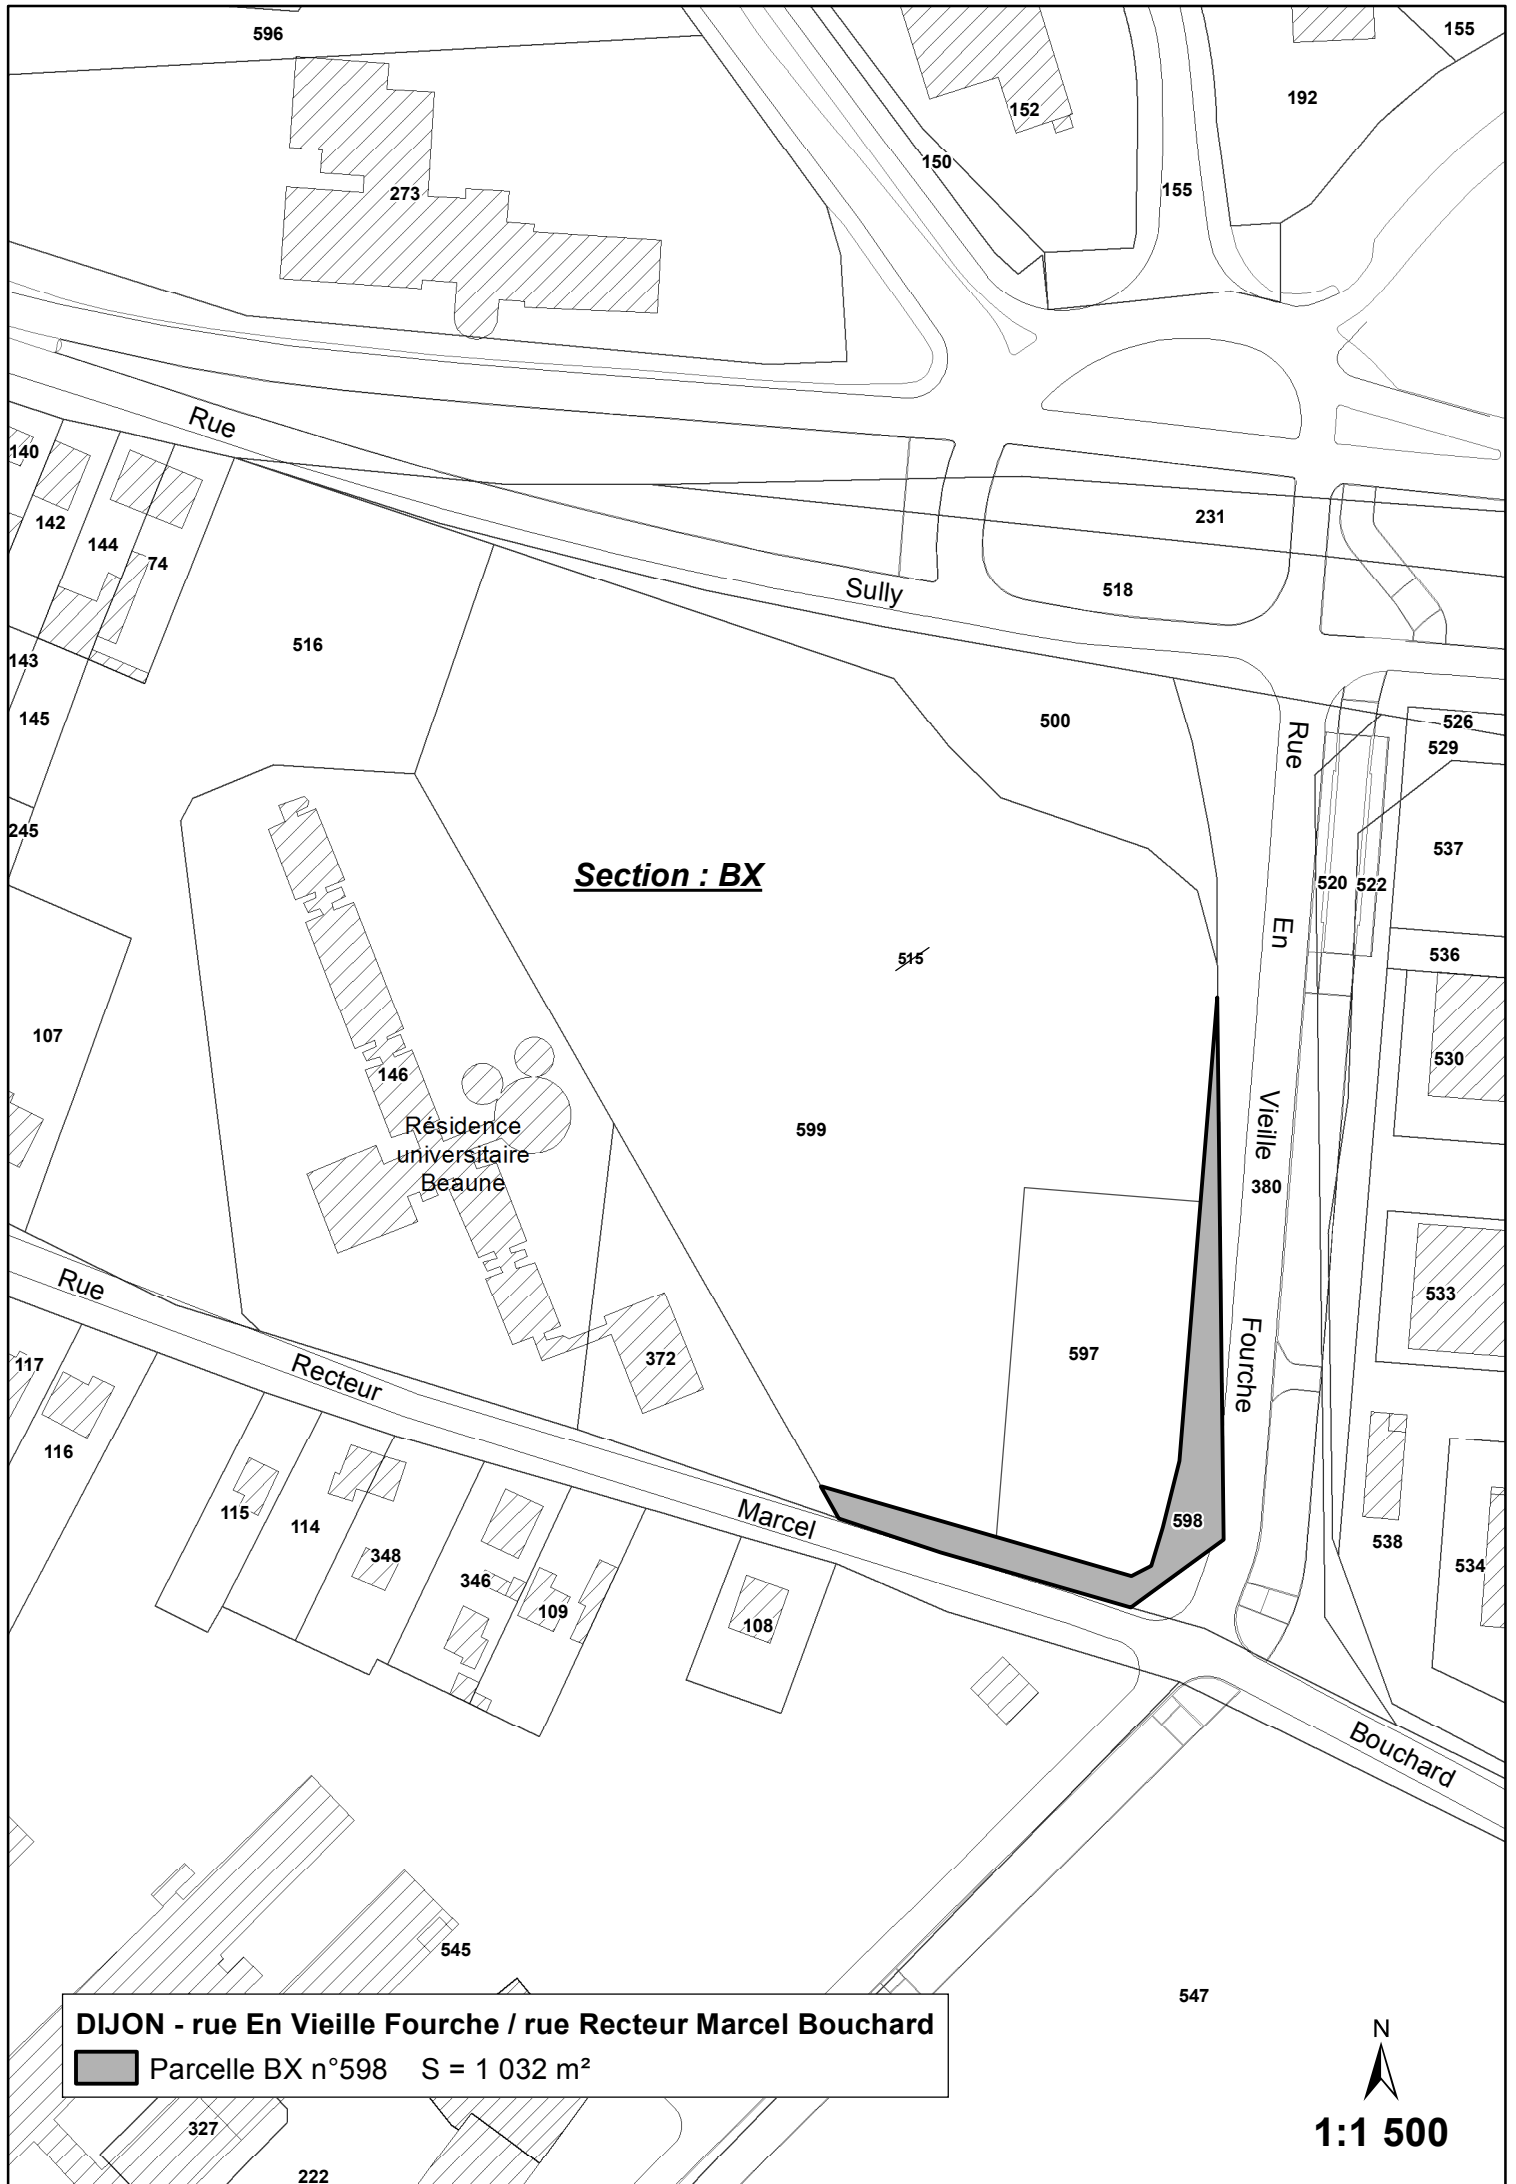 596
155
192
152
150
155
273
Rue
140
142
144
74
231
518
Sully
516
143
145
500
526
529
Rue
245
537
Section : BX
520
522
En
515
536
107
530
146
Résidence
universitaire
Beaune
599
Vieille
380
Rue
533
Fourche
597
372
117
Recteur
116
115
114
Marcel
598
538
534
348
346
109
108
Bouchard
545
547
DIJON - rue En Vieille Fourche / rue Recteur Marcel Bouchard
Parcelle BX n°598 S = 1 032 m²
N
1:1 500
327
222